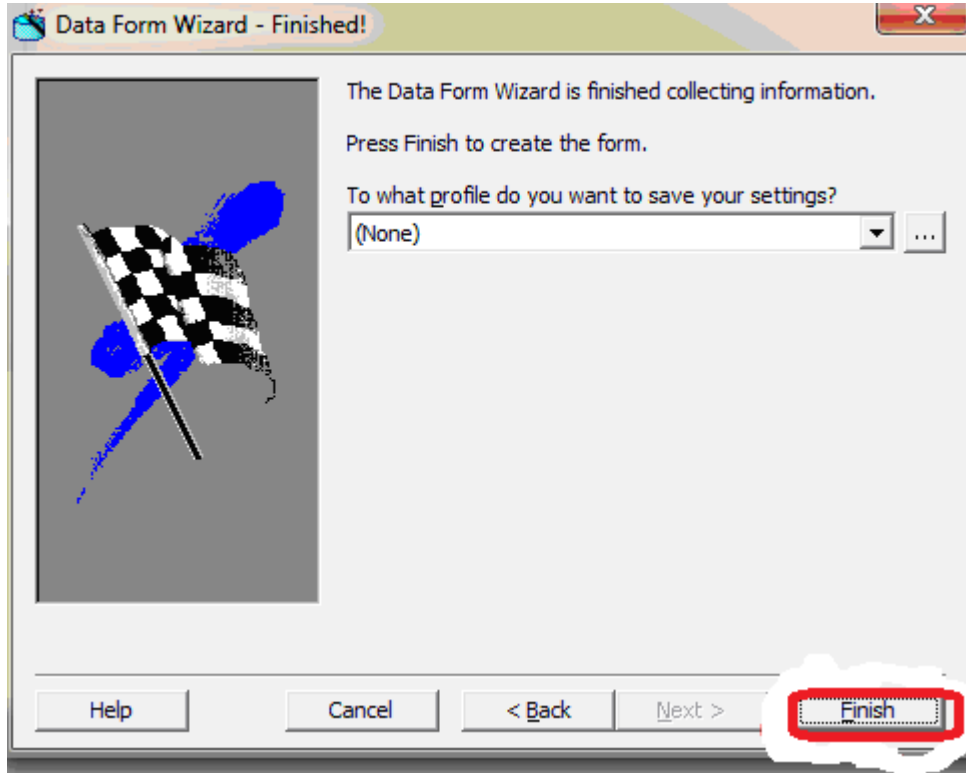 Data Form Wizard - Finished!
The Data Form Wizard is finished collecting information.
Press Finish to create the form.
To what profile do you want to save your settings?
(None)
...
Help
Cancel
< Back
Next >
Finish